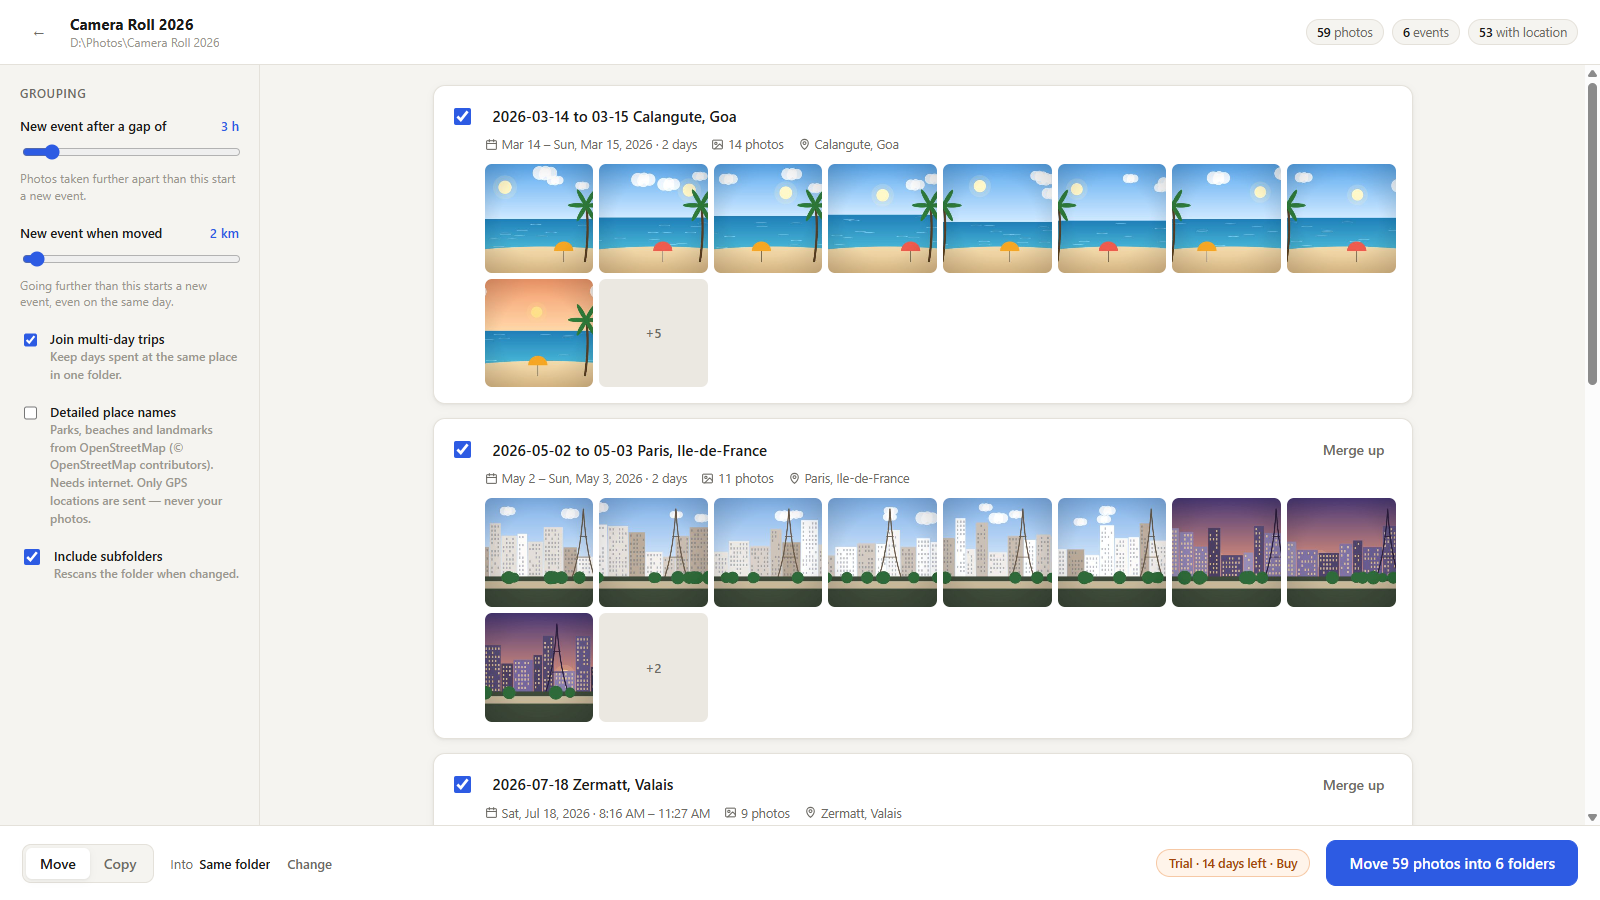 ←
Camera Roll 2026
D:\Photos\Camera Roll 2026
59 photos
6 events
53 with location
GROUPING
New event after a gap of
3 h
Photos taken further apart than this start
a new event.
New event when moved
2 km
Going further than this starts a new
event, even on the same day.
Join multi-day trips
Keep days spent at the same place
in one folder.
Detailed place names
Parks, beaches and landmarks
from OpenStreetMap (©
OpenStreetMap contributors).
Needs internet. Only GPS
locations are sent — never your
photos.
Include subfolders
Rescans the folder when changed.
2026-03-14 to 03-15 Calangute, Goa
Mar 14 – Sun, Mar 15, 2026 · 2 days
14 photos
Calangute, Goa
+5
2026-05-02 to 05-03 Paris, Ile-de-France
Merge up
May 2 – Sun, May 3, 2026 · 2 days
11 photos
Paris, Ile-de-France
+2
2026-07-18 Zermatt, Valais
Merge up
Sat, Jul 18, 2026 · 8:16 AM – 11:27 AM
9 photos
Zermatt, Valais
Move
Copy
Into Same folder
Change
Trial · 14 days left · Buy
Move 59 photos into 6 folders